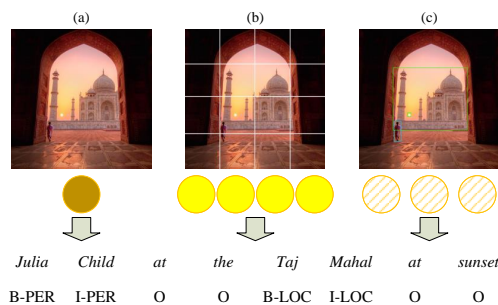 (a) (b) (c)
Julia Child at the Taj Mahal at sunset
B-PER I-PER O O B-LOC I-LOC O O